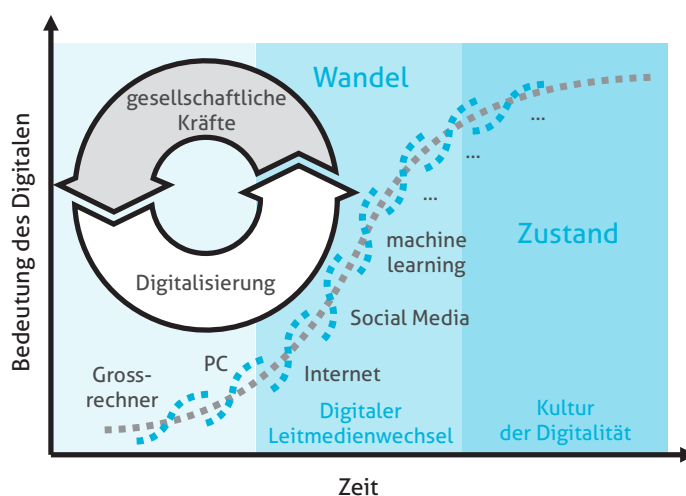 Bedeutung des Digitalen
Wandel
gesellschaftliche
Kräfte
...
...
...
Zustand
machine
learning
Digitalisierung
Social Media
PC
Internet
Gross-
rechner
Digitaler
Leitmedienwechsel
Kultur
der Digitalität
Zeit